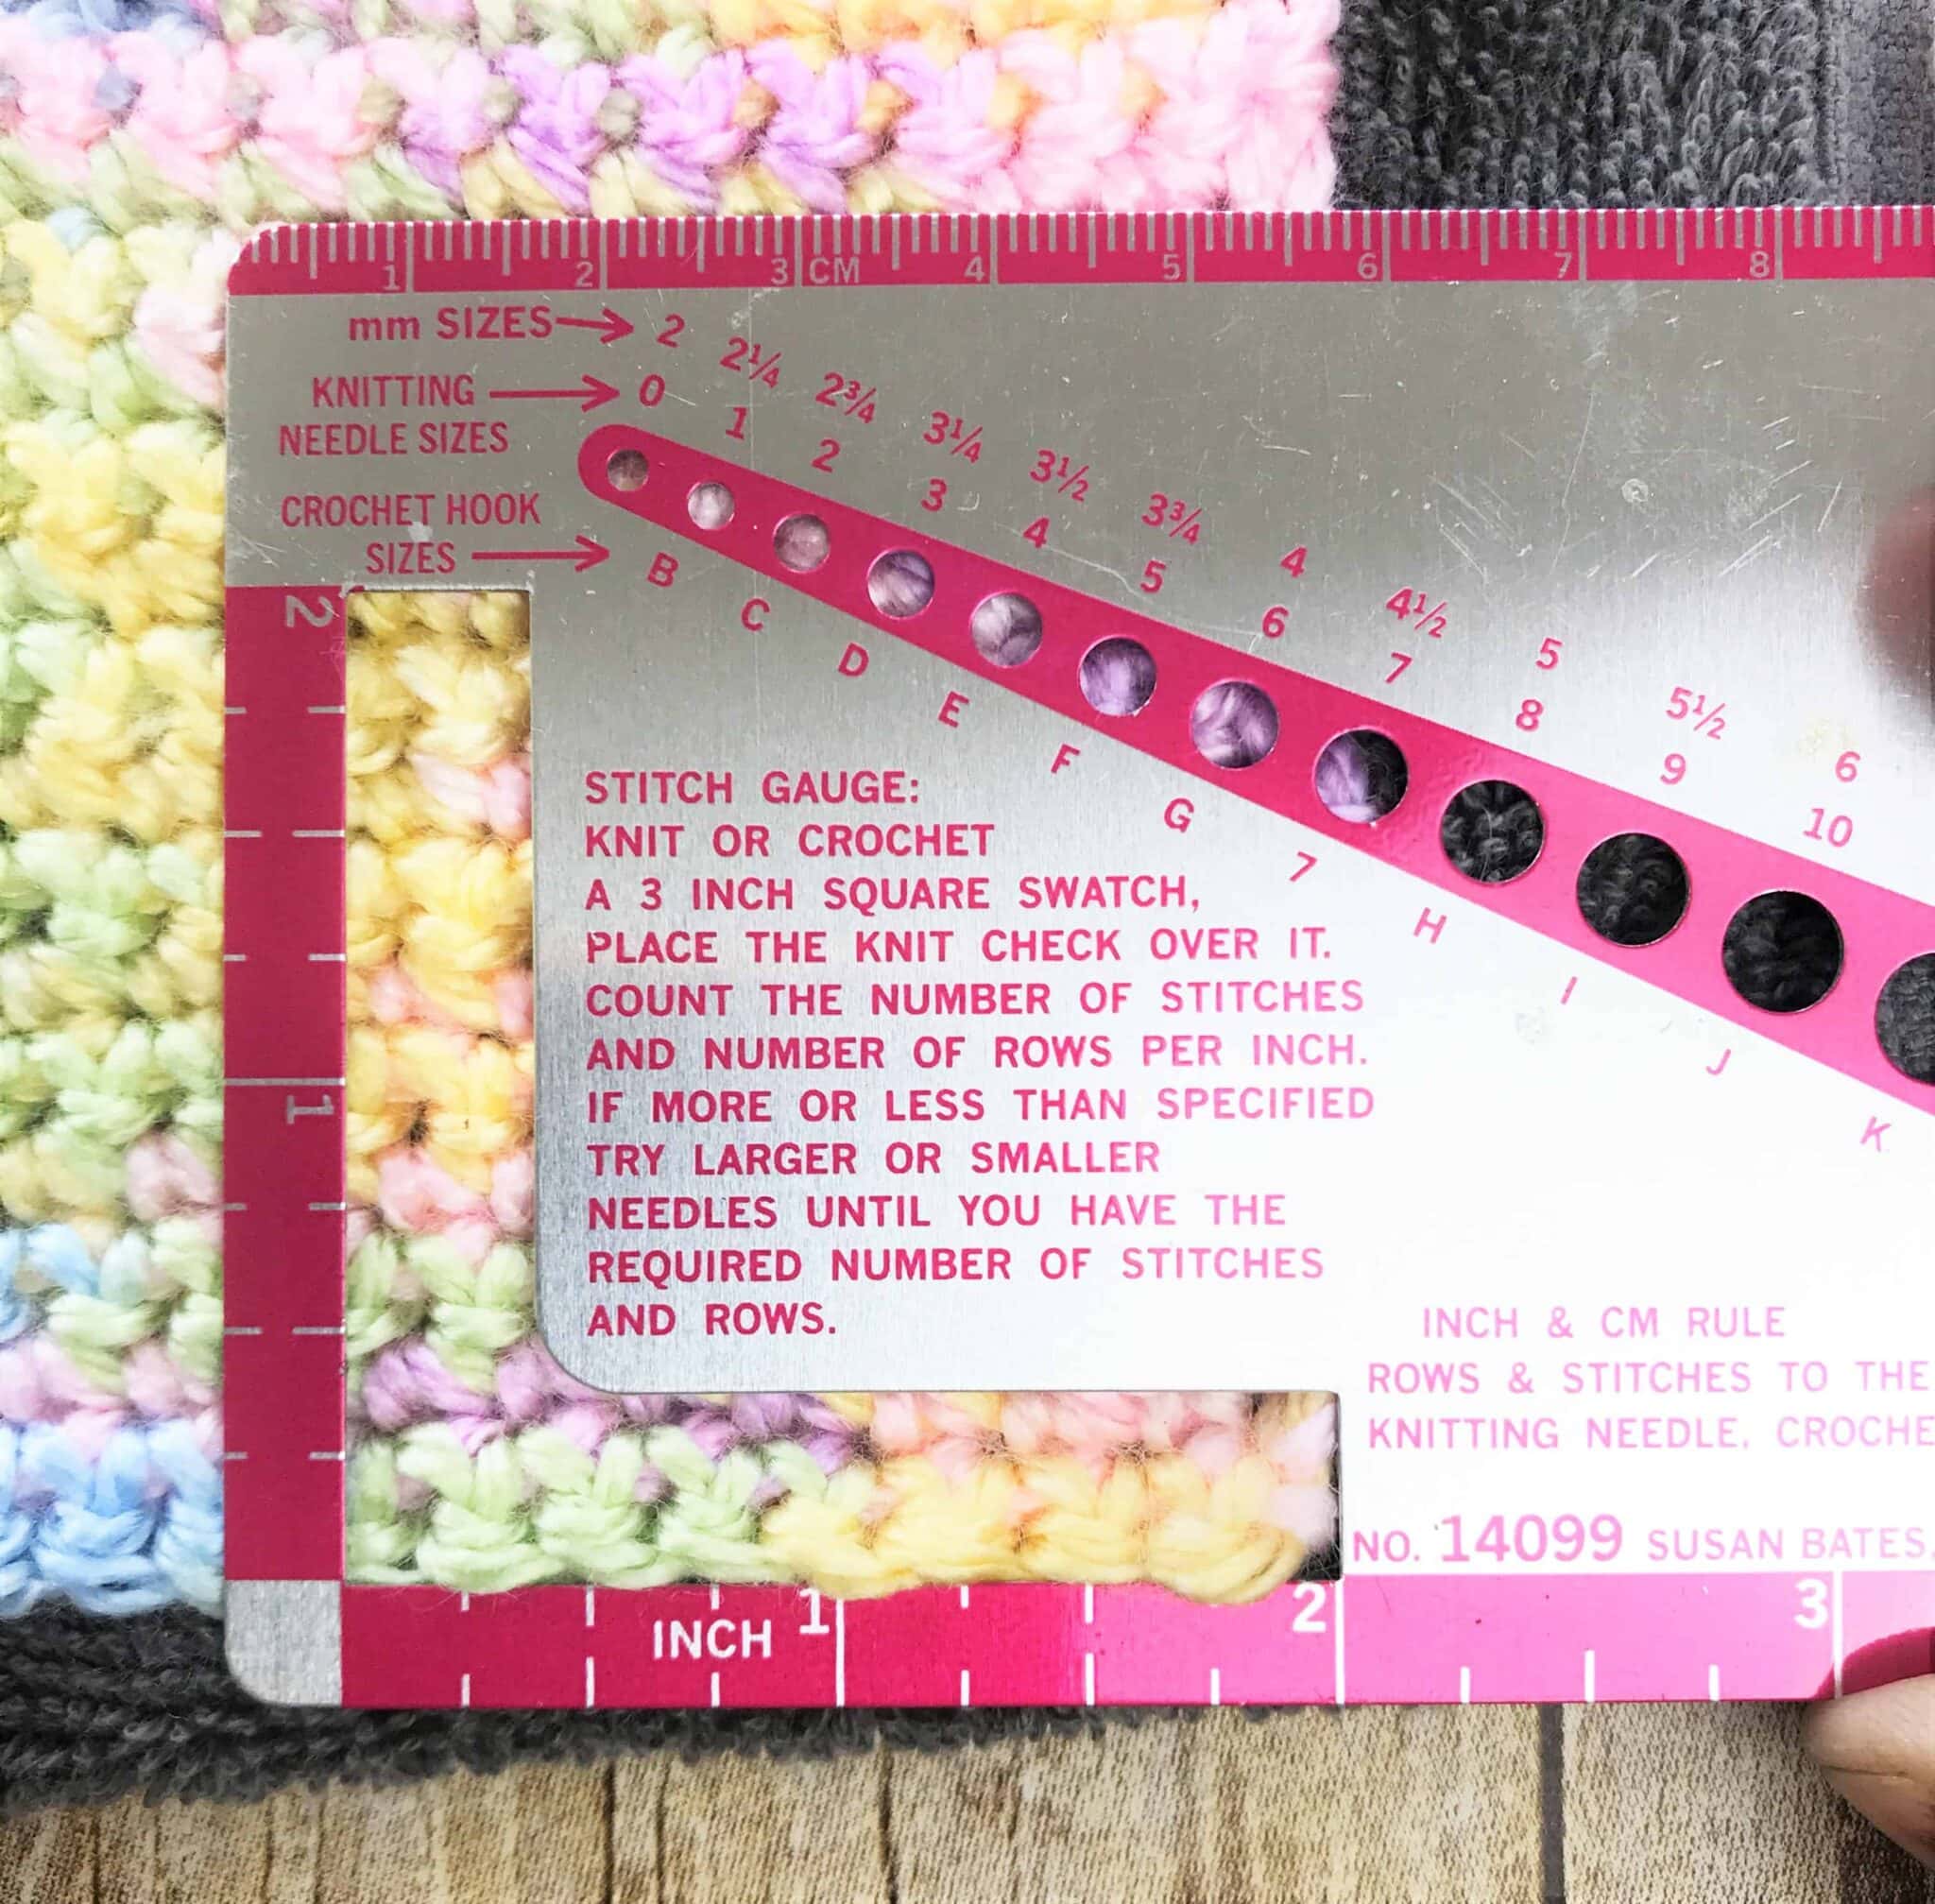 1 2 3 CM 4 5 6 7 8
mm SIZES → 2 2¼ 2¾ 3¼ 3½ 3¾ 4 4½ 5 5½ 6
KNITTING → 0 1 2 3 4 5 6 7 8 9 10
NEEDLE SIZES
CROCHET HOOK
SIZES → B C D E F G 7 H I J K
2
1
STITCH GAUGE:
KNIT OR CROCHET
A 3 INCH SQUARE SWATCH,
PLACE THE KNIT CHECK OVER IT.
COUNT THE NUMBER OF STITCHES
AND NUMBER OF ROWS PER INCH.
IF MORE OR LESS THAN SPECIFIED
TRY LARGER OR SMALLER
NEEDLES UNTIL YOU HAVE THE
REQUIRED NUMBER OF STITCHES
AND ROWS.
INCH & CM RULE
ROWS & STITCHES TO THE
KNITTING NEEDLE, CROCHE
NO. 14099 SUSAN BATES,
INCH 1 2 3